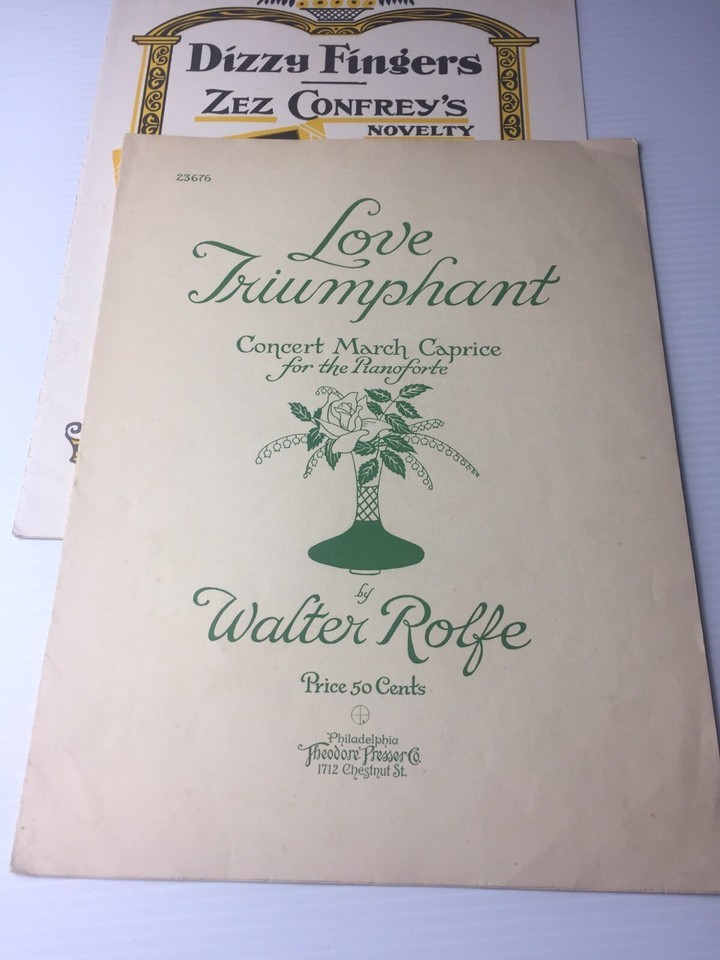 Dizzy Fingers
Zez Confrey's
Novelty
23676
Love
Triumphant
Concert March Caprice
for the Pianoforte
by
Walter Rolfe
Price 50 Cents
Philadelphia
Theodore Presser Co.
1712 Chestnut St.